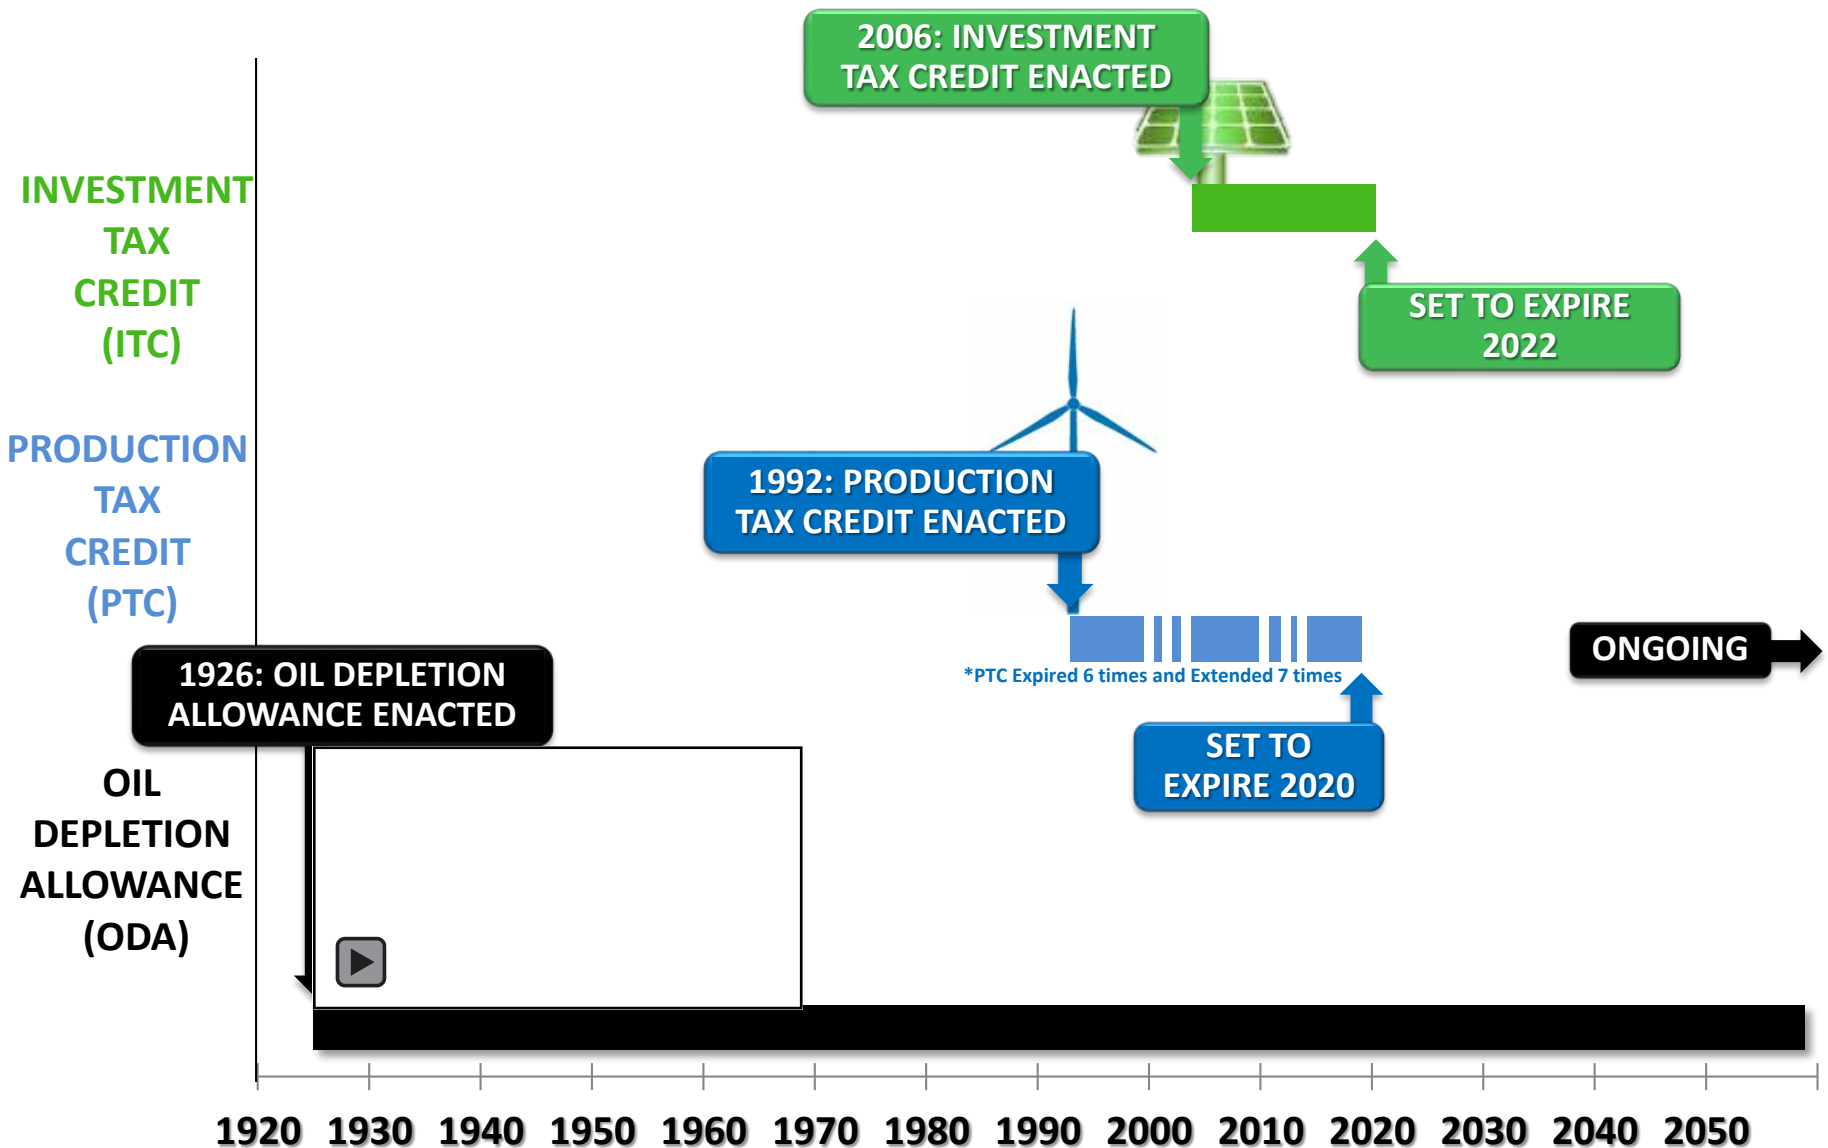 2006: INVESTMENT
TAX CREDIT ENACTED
INVESTMENT
TAX
CREDIT
(ITC)
SET TO EXPIRE
2022
PRODUCTION
TAX
CREDIT
(PTC)
1992: PRODUCTION
TAX CREDIT ENACTED
*PTC Expired 6 times and Extended 7 times
ONGOING
SET TO
EXPIRE 2020
1926: OIL DEPLETION
ALLOWANCE ENACTED
OIL
DEPLETION
ALLOWANCE
(ODA)
1920 1930 1940 1950 1960 1970 1980 1990 2000 2010 2020 2030 2040 2050